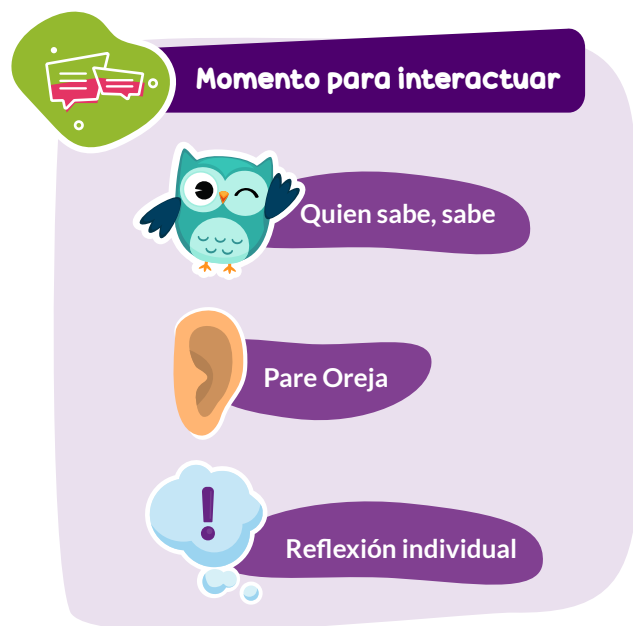 Momento para interactuar
Quien sabe, sabe
Pare Oreja
Reflexión individual